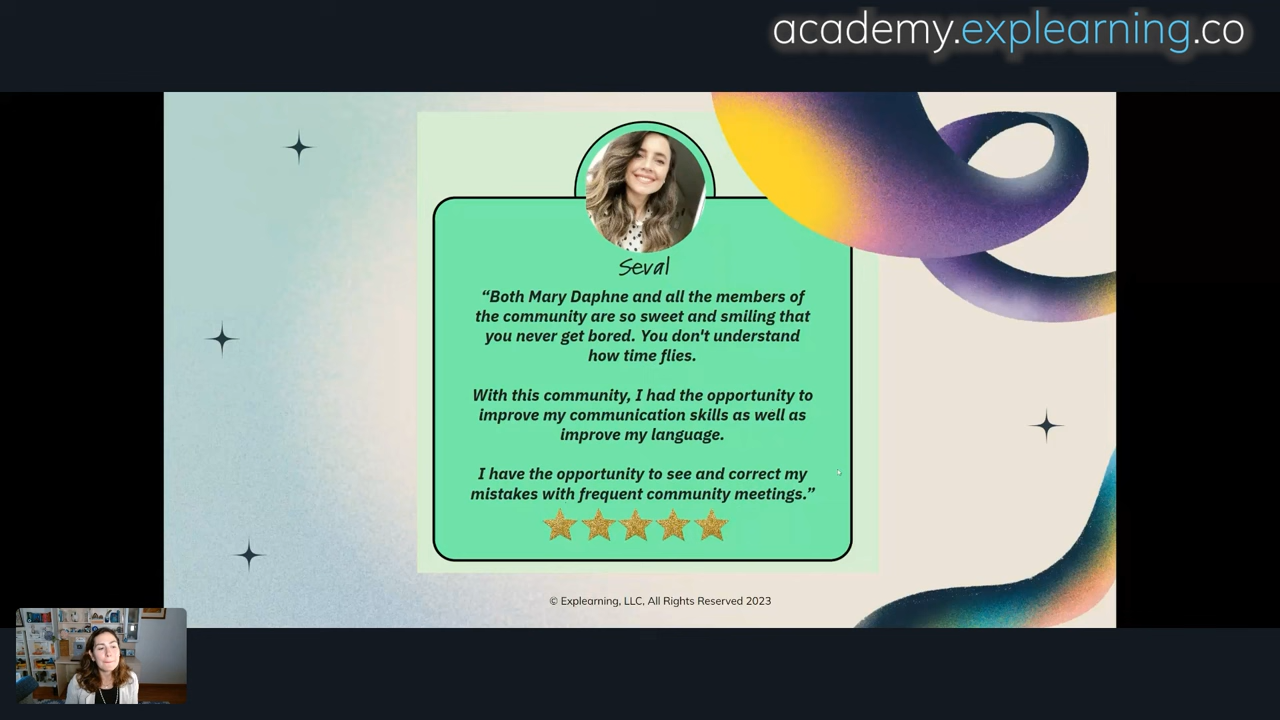 academy.explearning.co
Seval
“Both Mary Daphne and all the members of
the community are so sweet and smiling that
you never get bored. You don't understand
how time flies.
With this community, I had the opportunity to
improve my communication skills as well as
improve my language.
I have the opportunity to see and correct my
mistakes with frequent community meetings.”
© Explearning, LLC, All Rights Reserved 2023